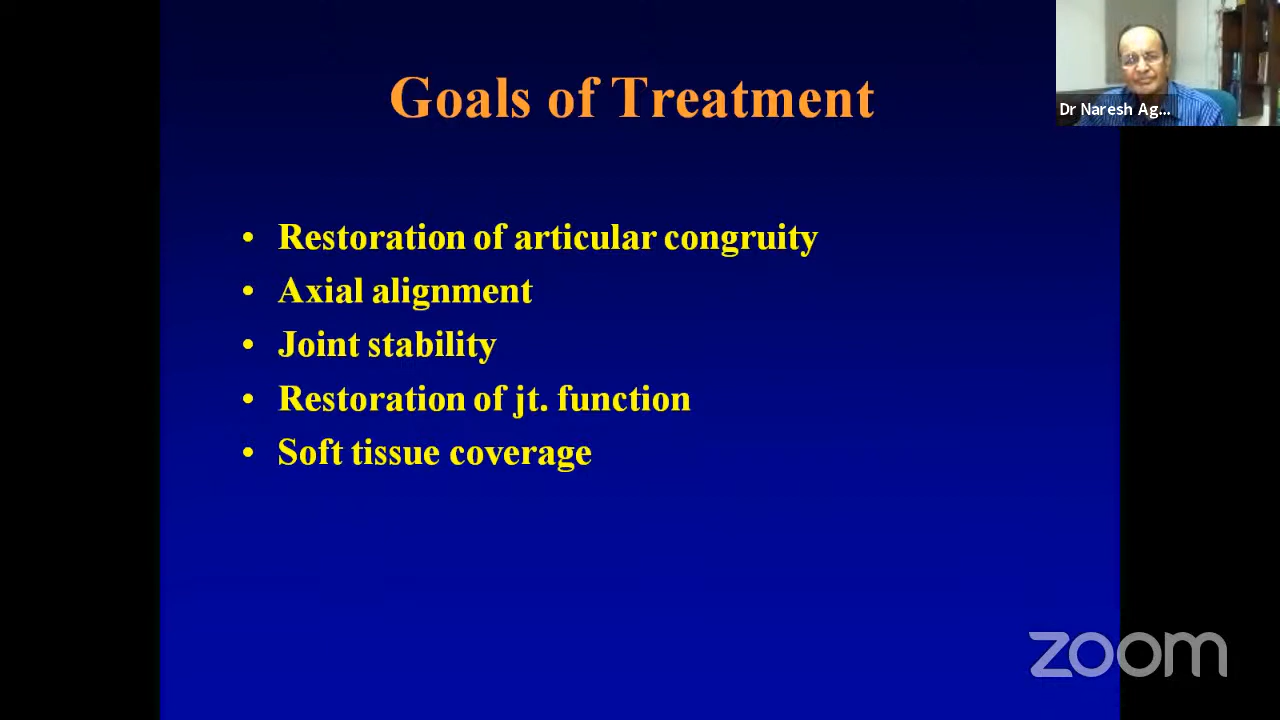 Goals of Treatment
Dr Naresh Ag...
• Restoration of articular congruity
• Axial alignment
• Joint stability
• Restoration of jt. function
• Soft tissue coverage
zoom